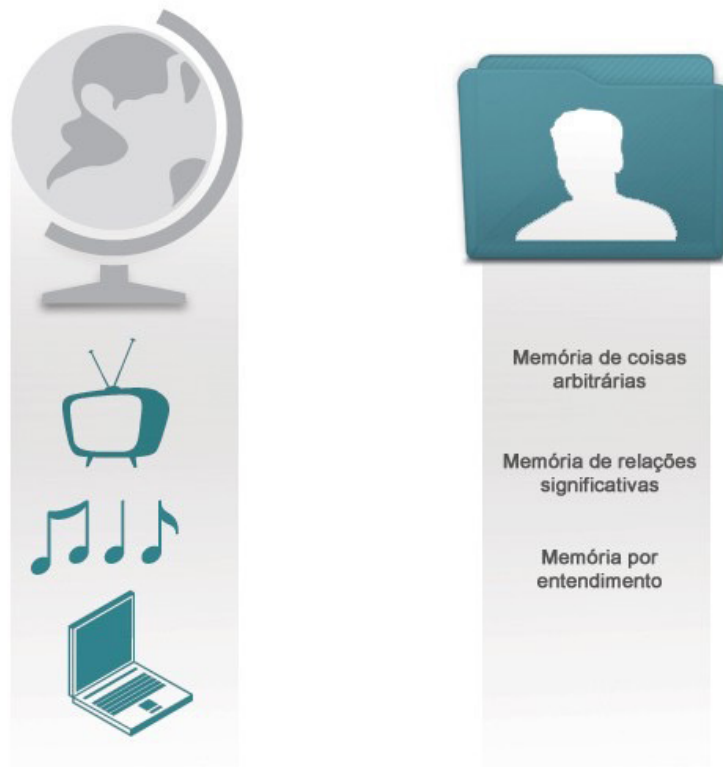 Memória de coisas
arbitrárias
Memória de relações
significativas
Memória por
entendimento